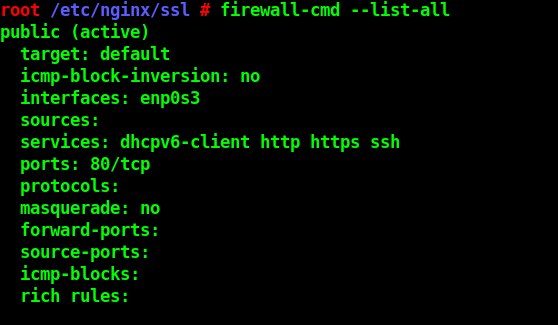 root /etc/nginx/ssl # firewall-cmd --list-all
public (active)
  target: default
  icmp-block-inversion: no
  interfaces: enp0s3
  sources:
  services: dhcpv6-client http https ssh
  ports: 80/tcp
  protocols:
  masquerade: no
  forward-ports:
  source-ports:
  icmp-blocks:
  rich rules: